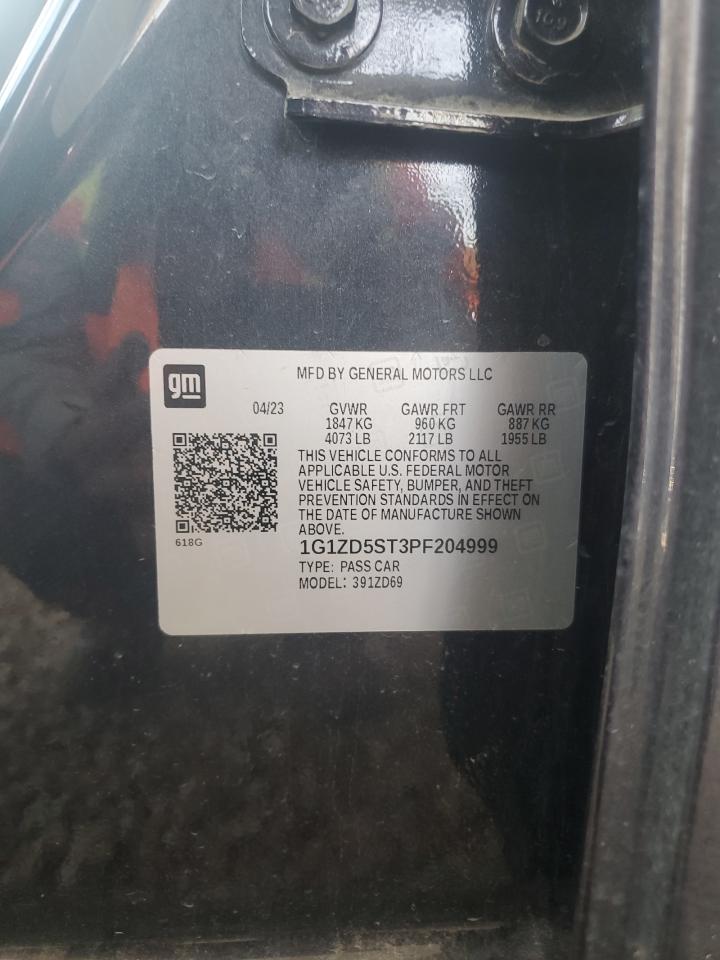 109
gm
MFD BY GENERAL MOTORS LLC
04/23 GVWR GAWR FRT GAWR RR
1847 KG 960 KG 887 KG
4073 LB 2117 LB 1955 LB
THIS VEHICLE CONFORMS TO ALL
APPLICABLE U.S. FEDERAL MOTOR
VEHICLE SAFETY, BUMPER, AND THEFT
PREVENTION STANDARDS IN EFFECT ON
THE DATE OF MANUFACTURE SHOWN
ABOVE.
618G
1G1ZD5ST3PF204999
TYPE: PASS CAR
MODEL: 391ZD69